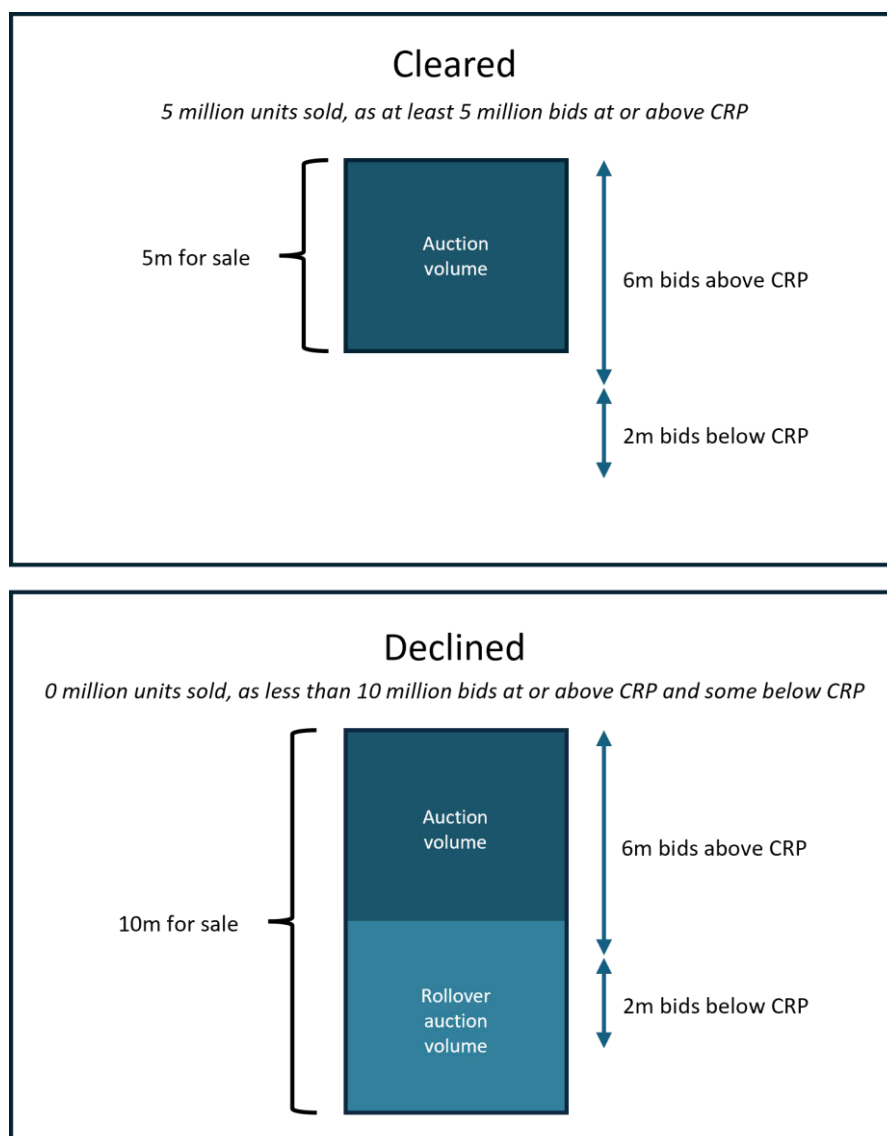 Cleared
5 million units sold, as at least 5 million bids at or above CRP
5m for sale
Auction
volume
6m bids above CRP
2m bids below CRP
Declined
0 million units sold, as less than 10 million bids at or above CRP and some below CRP
Auction
volume
6m bids above CRP
10m for sale
Rollover
auction
volume
2m bids below CRP